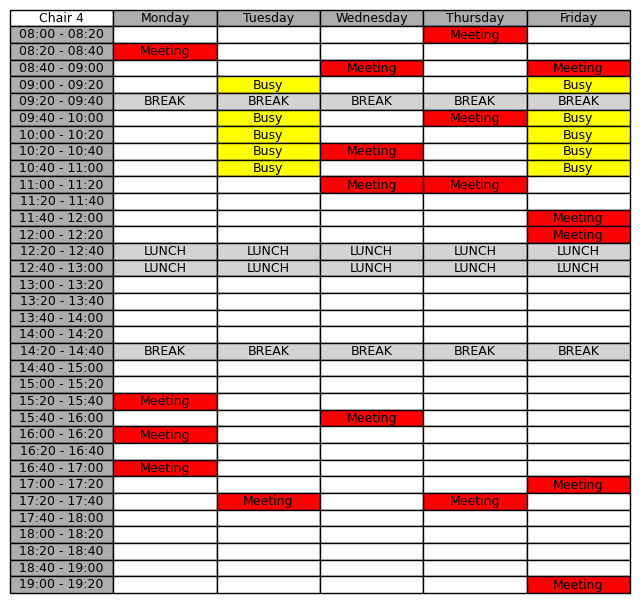 Chair 4 Monday Tuesday Wednesday Thursday Friday
08:00 - 08:20 Meeting
08:20 - 08:40 Meeting
08:40 - 09:00 Meeting Meeting
09:00 - 09:20 Busy Busy
09:20 - 09:40 BREAK BREAK BREAK BREAK BREAK
09:40 - 10:00 Busy Meeting Busy
10:00 - 10:20 Busy Busy
10:20 - 10:40 Busy Meeting Busy
10:40 - 11:00 Busy Busy
11:00 - 11:20 Meeting Meeting
11:20 - 11:40
11:40 - 12:00 Meeting
12:00 - 12:20 Meeting
12:20 - 12:40 LUNCH LUNCH LUNCH LUNCH LUNCH
12:40 - 13:00 LUNCH LUNCH LUNCH LUNCH LUNCH
13:00 - 13:20
13:20 - 13:40
13:40 - 14:00
14:00 - 14:20
14:20 - 14:40 BREAK BREAK BREAK BREAK BREAK
14:40 - 15:00
15:00 - 15:20
15:20 - 15:40 Meeting
15:40 - 16:00 Meeting
16:00 - 16:20 Meeting
16:20 - 16:40
16:40 - 17:00 Meeting
17:00 - 17:20 Meeting
17:20 - 17:40 Meeting Meeting
17:40 - 18:00
18:00 - 18:20
18:20 - 18:40
18:40 - 19:00
19:00 - 19:20 Meeting